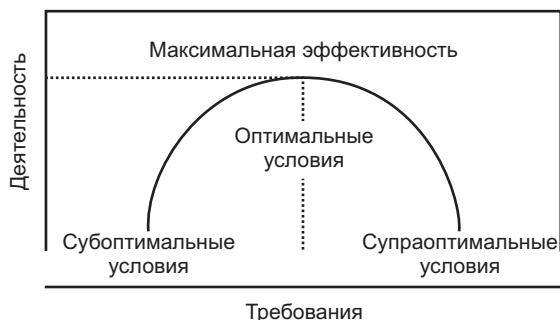 Максимальная эффективность
Деятельность
Оптимальные
условия
Субоптимальные
условия
Супраоптимальные
условия
Требования